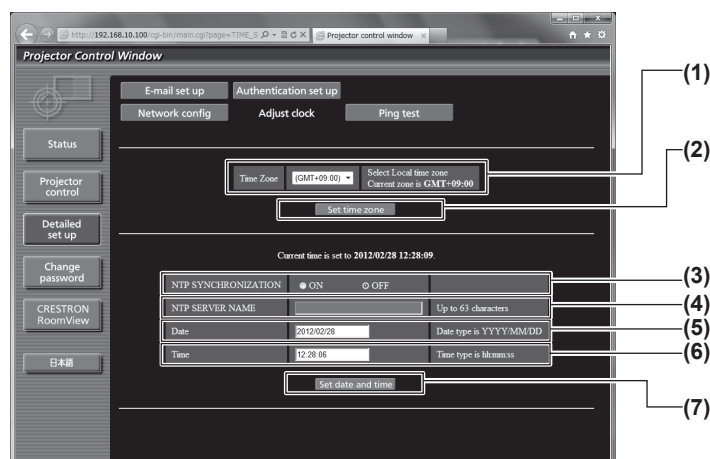 http://192.168.10.100/cgi-bin/main.cgi?page=TIME_S
Projector control window
Projector Control Window
E-mail set up
Authentication set up
Network config
Adjust clock
Ping test
Status
Projector
control
Detailed
set up
Change
password
CRESTRON
RoomView
日本語
Time Zone
(GMT+09:00)
Select Local time zone
Current zone is GMT+09:00
Set time zone
Current time is set to 2012/02/28 12:28:09.
NTP SYNCHRONIZATION ON OFF
NTP SERVER NAME Up to 63 characters
Date 2012/02/28 Date type is YYYY/MM/DD
Time 12:28:06 Time type is hh:mm:ss
Set date and time
(1)
(2)
(3)
(4)
(5)
(6)
(7)